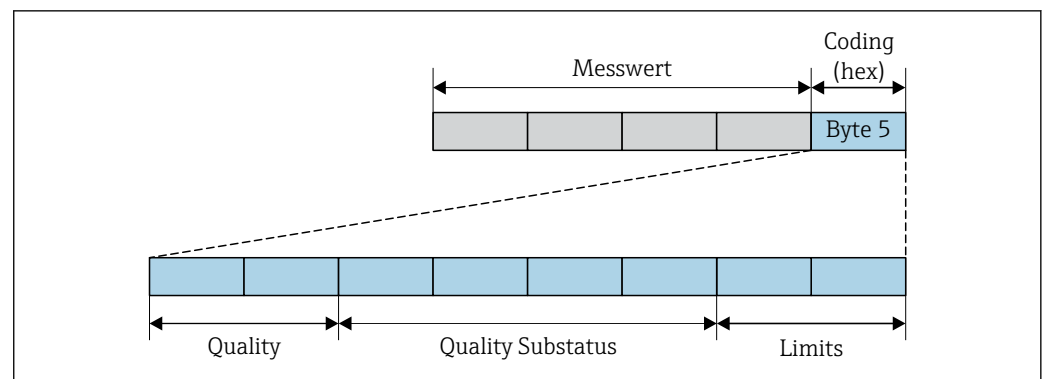 Coding
(hex)
Messwert
Byte 5
Quality
Quality Substatus
Limits